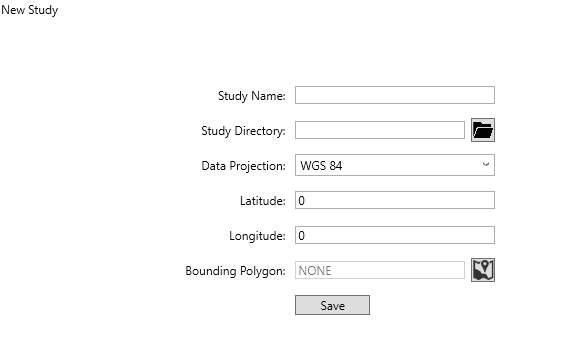 New Study
Study Name:
Study Directory:
Data Projection: WGS 84
Latitude: 0
Longitude: 0
Bounding Polygon: NONE
Save